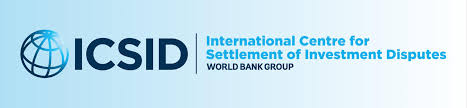 ICSID
International Centre for
Settlement of Investment Disputes
WORLD BANK GROUP